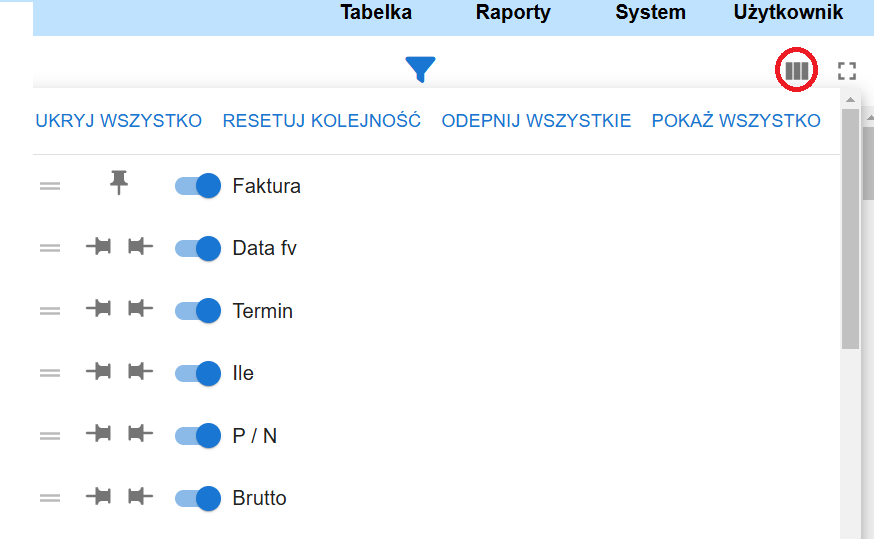 Tabelka Raporty System Użytkownik
UKRYJ WSZYSTKO RESETUJ KOLEJNOŚĆ ODEPNIJ WSZYSTKIE POKAŻ WSZYSTKO
Faktura
Data fv
Termin
Ile
P / N
Brutto